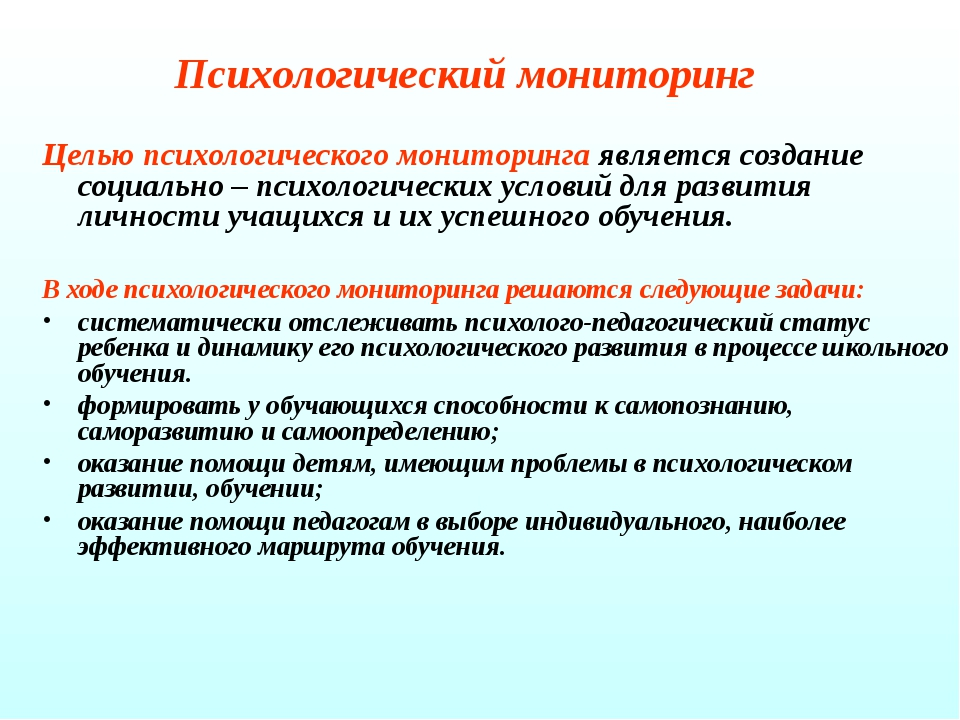 Психологический мониторинг
Целью психологического мониторинга является создание
социально – психологических условий для развития
личности учащихся и их успешного обучения.
В ходе психологического мониторинга решаются следующие задачи:
• систематически отслеживать психолого-педагогический статус
ребенка и динамику его психологического развития в процессе школьного
обучения.
• формировать у обучающихся способности к самопознанию,
саморазвитию и самоопределению;
• оказание помощи детям, имеющим проблемы в психологическом
развитии, обучении;
• оказание помощи педагогам в выборе индивидуального, наиболее
эффективного маршрута обучения.